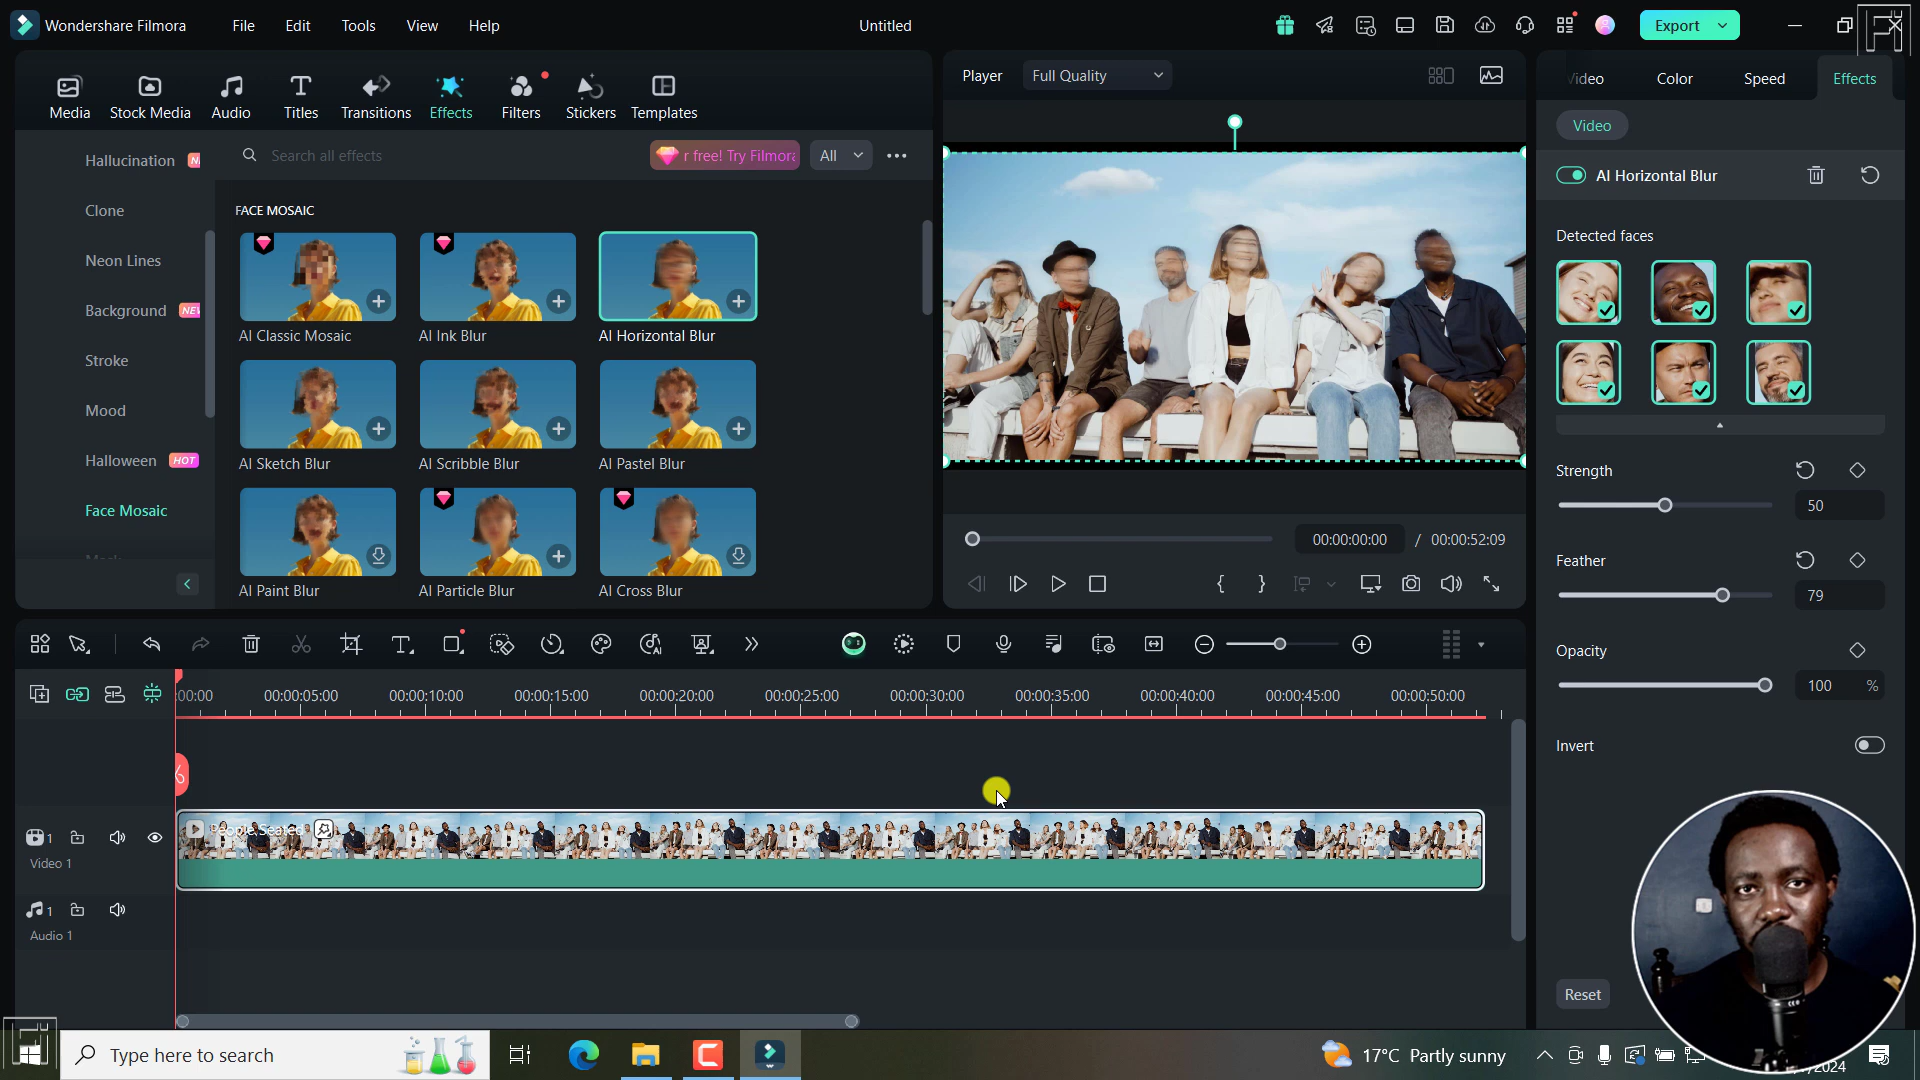 Wondershare Filmora File Edit Tools View Help Untitled Export
Media Stock Media Audio Titles Transitions Effects Filters Stickers Templates
Player Full Quality
Color Speed Effects
Video
Search all effects
r free! Try Filmora
All
Hallucination
Clone
Neon Lines
Background
Stroke
Mood
Halloween HOT
Face Mosaic
FACE MOSAIC
AI Classic Mosaic AI Ink Blur AI Horizontal Blur
AI Sketch Blur AI Scribble Blur AI Pastel Blur
AI Paint Blur AI Particle Blur AI Cross Blur
00:00:00:00 / 00:00:52:09
AI Horizontal Blur
Detected faces
Strength
50
Feather
79
Opacity
100 %
Invert
Reset
:00:00 00:00:05:00 00:00:10:00 00:00:15:00 00:00:20:00 00:00:25:00 00:00:30:00 00:00:35:00 00:00:40:00 00:00:45:00 00:00:50:00
People Seated
1
Video 1
1
Audio 1
Type here to search
17°C Partly sunny
2024